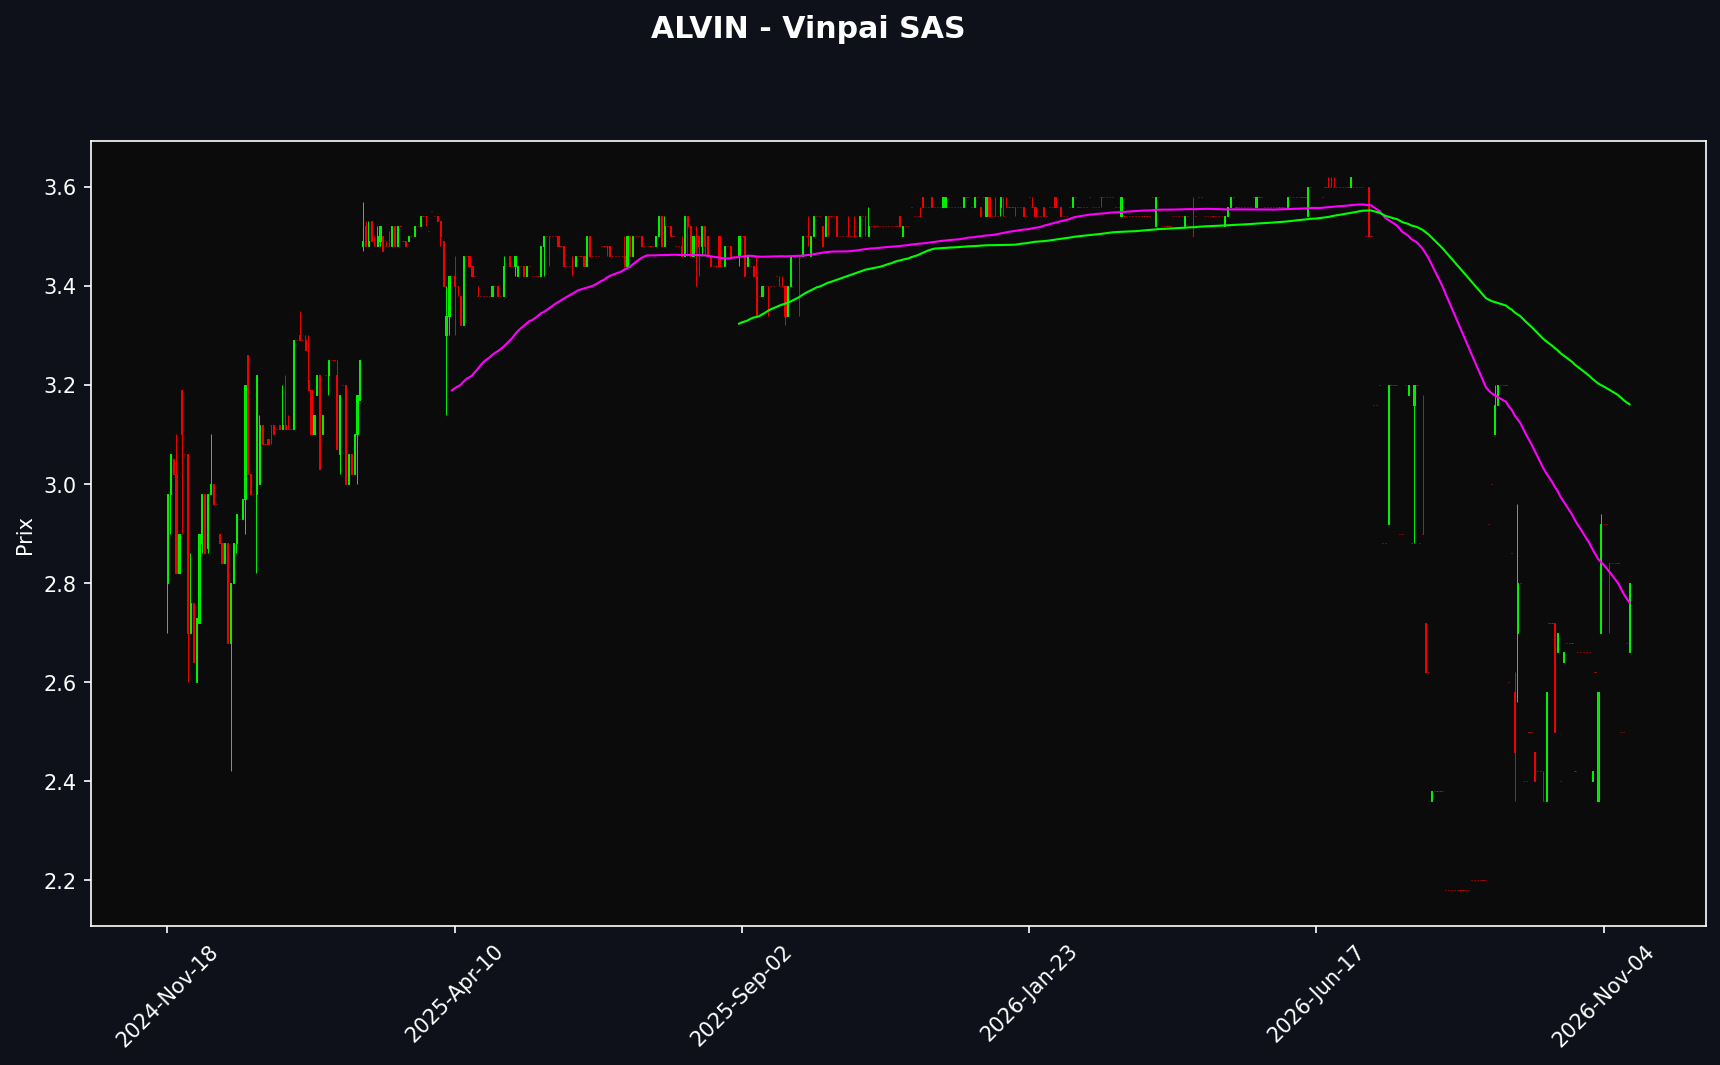 ALVIN - Vinpai SAS
Prix
3.6
3.4
3.2
3.0
2.8
2.6
2.4
2.2
2024-Nov-18
2025-Apr-10
2025-Sep-02
2026-Jan-23
2026-Jun-17
2026-Nov-04